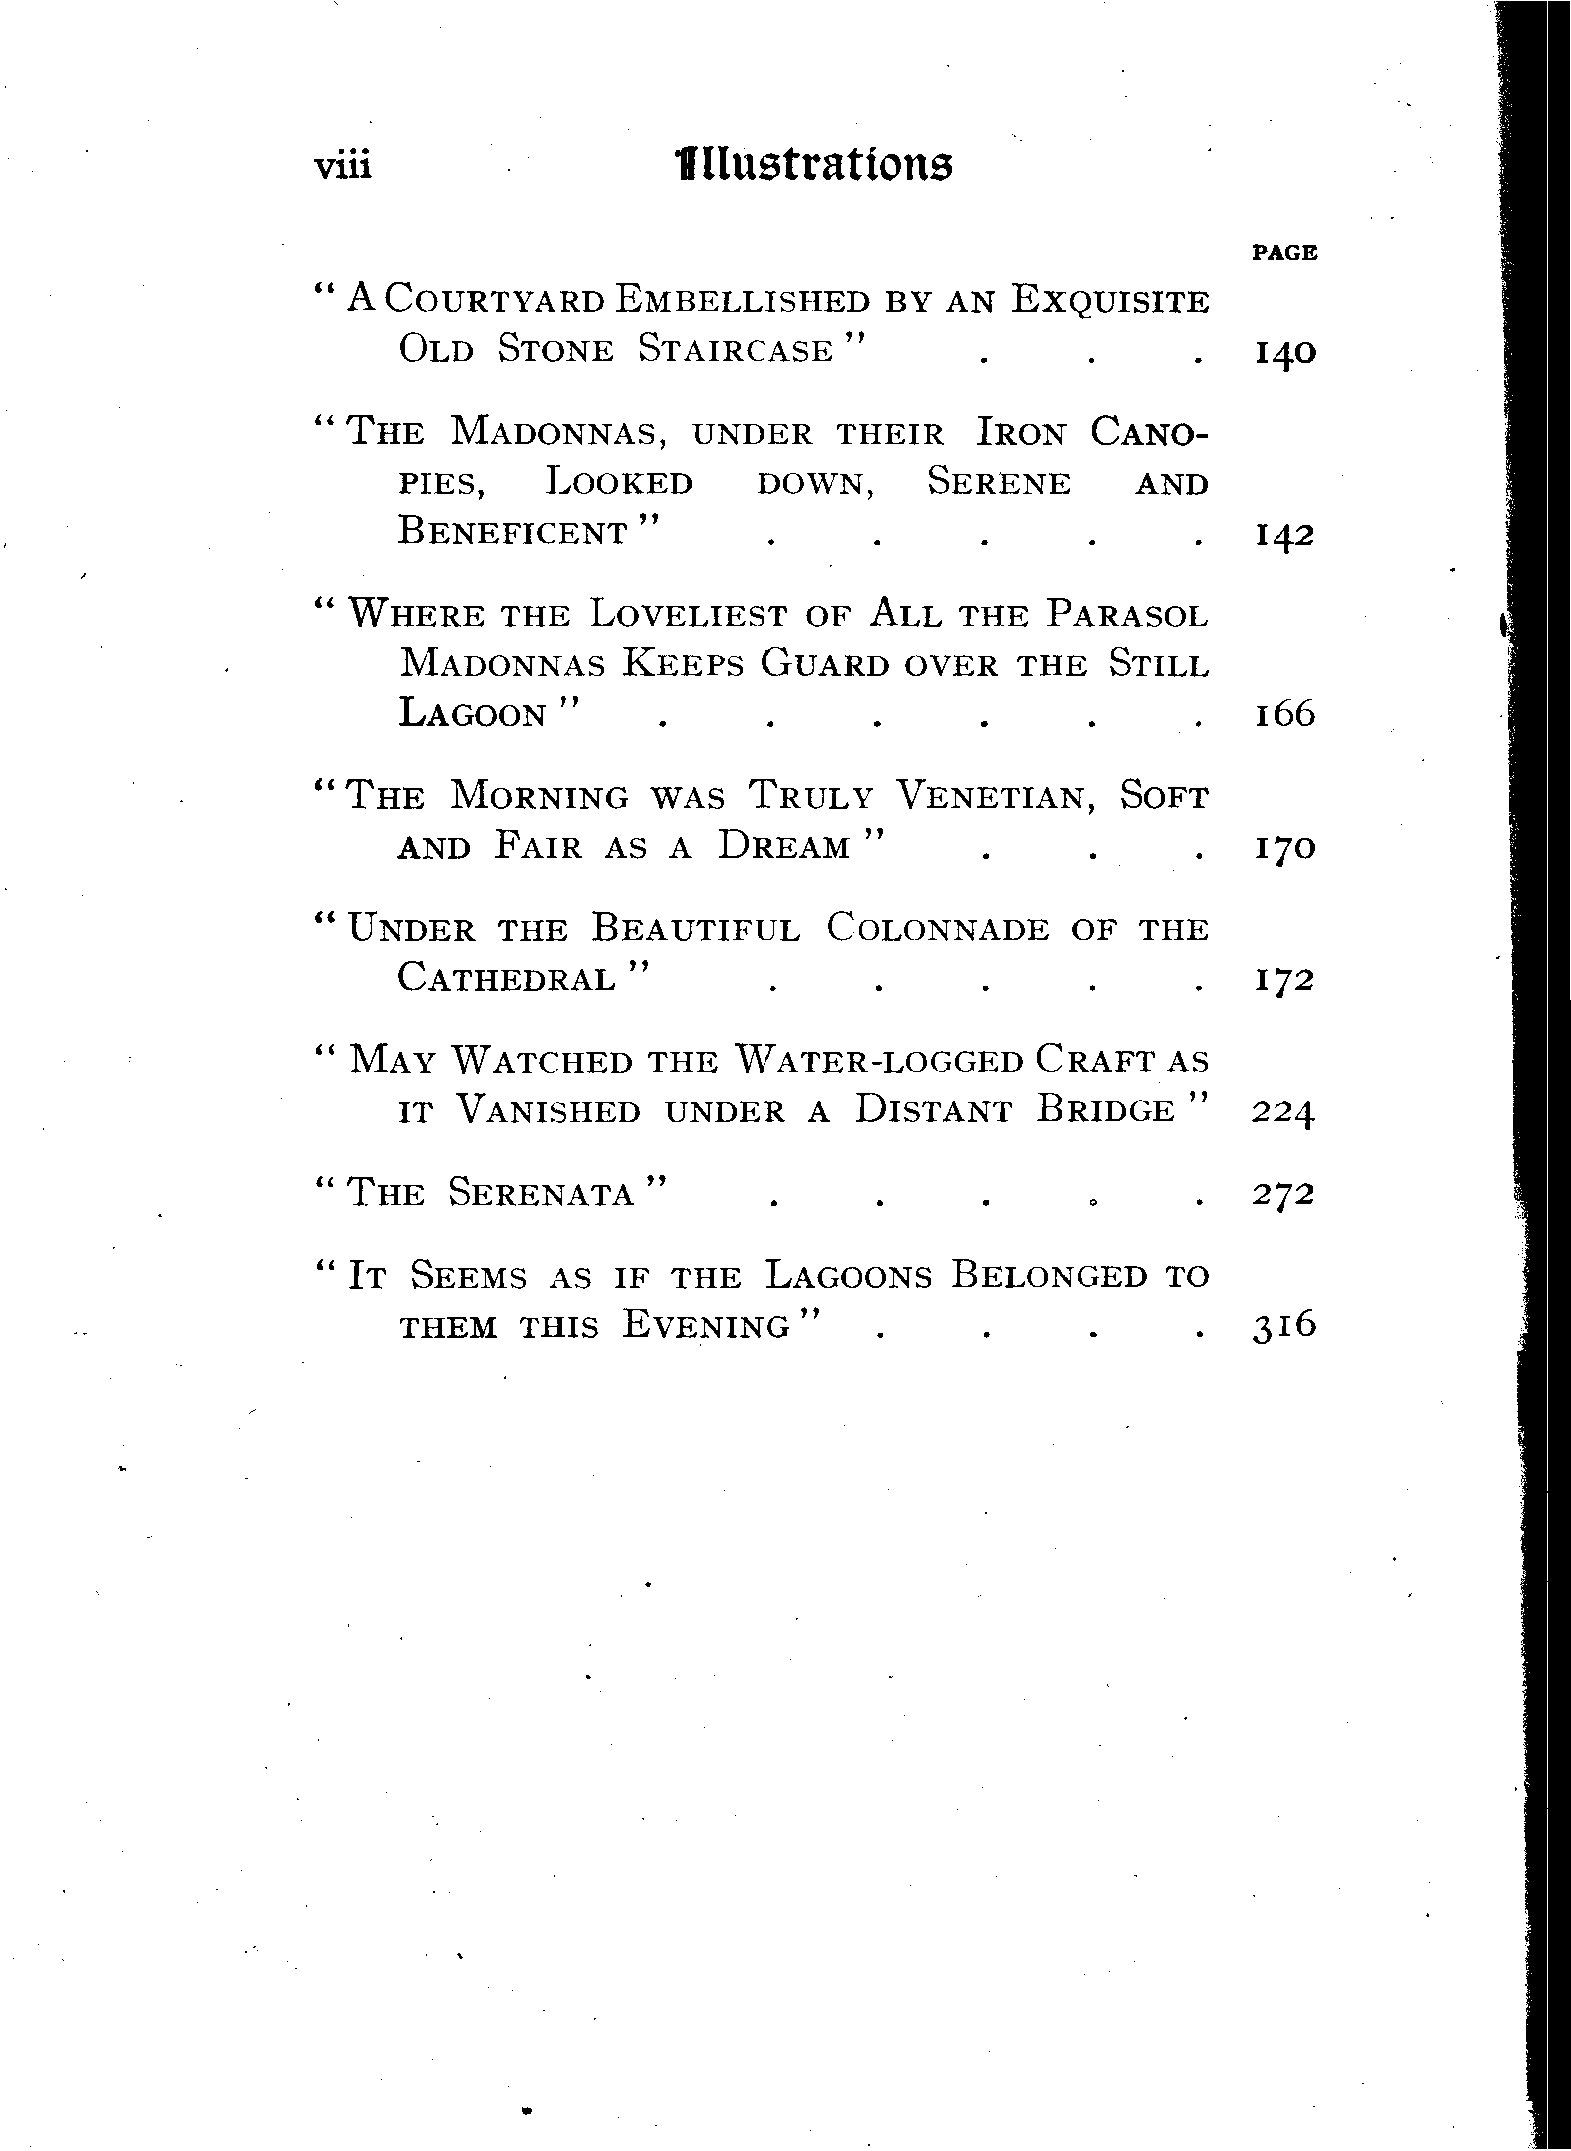 viii Illustrations
PAGE
“ A COURTYARD EMBELLISHED BY AN EXQUISITE
OLD STONE STAIRCASE ” . . . 140
“ THE MADONNAS, UNDER THEIR IRON CANO-
PIES, LOOKED DOWN, SERENE AND
BENEFICENT ” . . . . . 142
“ WHERE THE LOVELIEST OF ALL THE PARASOL
MADONNAS KEEPS GUARD OVER THE STILL
LAGOON ” . . . . . . 166
“ THE MORNING WAS TRULY VENETIAN, SOFT
AND FAIR AS A DREAM ” . . . 170
“ UNDER THE BEAUTIFUL COLONNADE OF THE
CATHEDRAL ” . . . . . 172
“ MAY WATCHED THE WATER-LOGGED CRAFT AS
IT VANISHED UNDER A DISTANT BRIDGE ” 224
“ THE SERENATA ” . . . . . 272
“ IT SEEMS AS IF THE LAGOONS BELONGED TO
THEM THIS EVENING ” . . . . 316